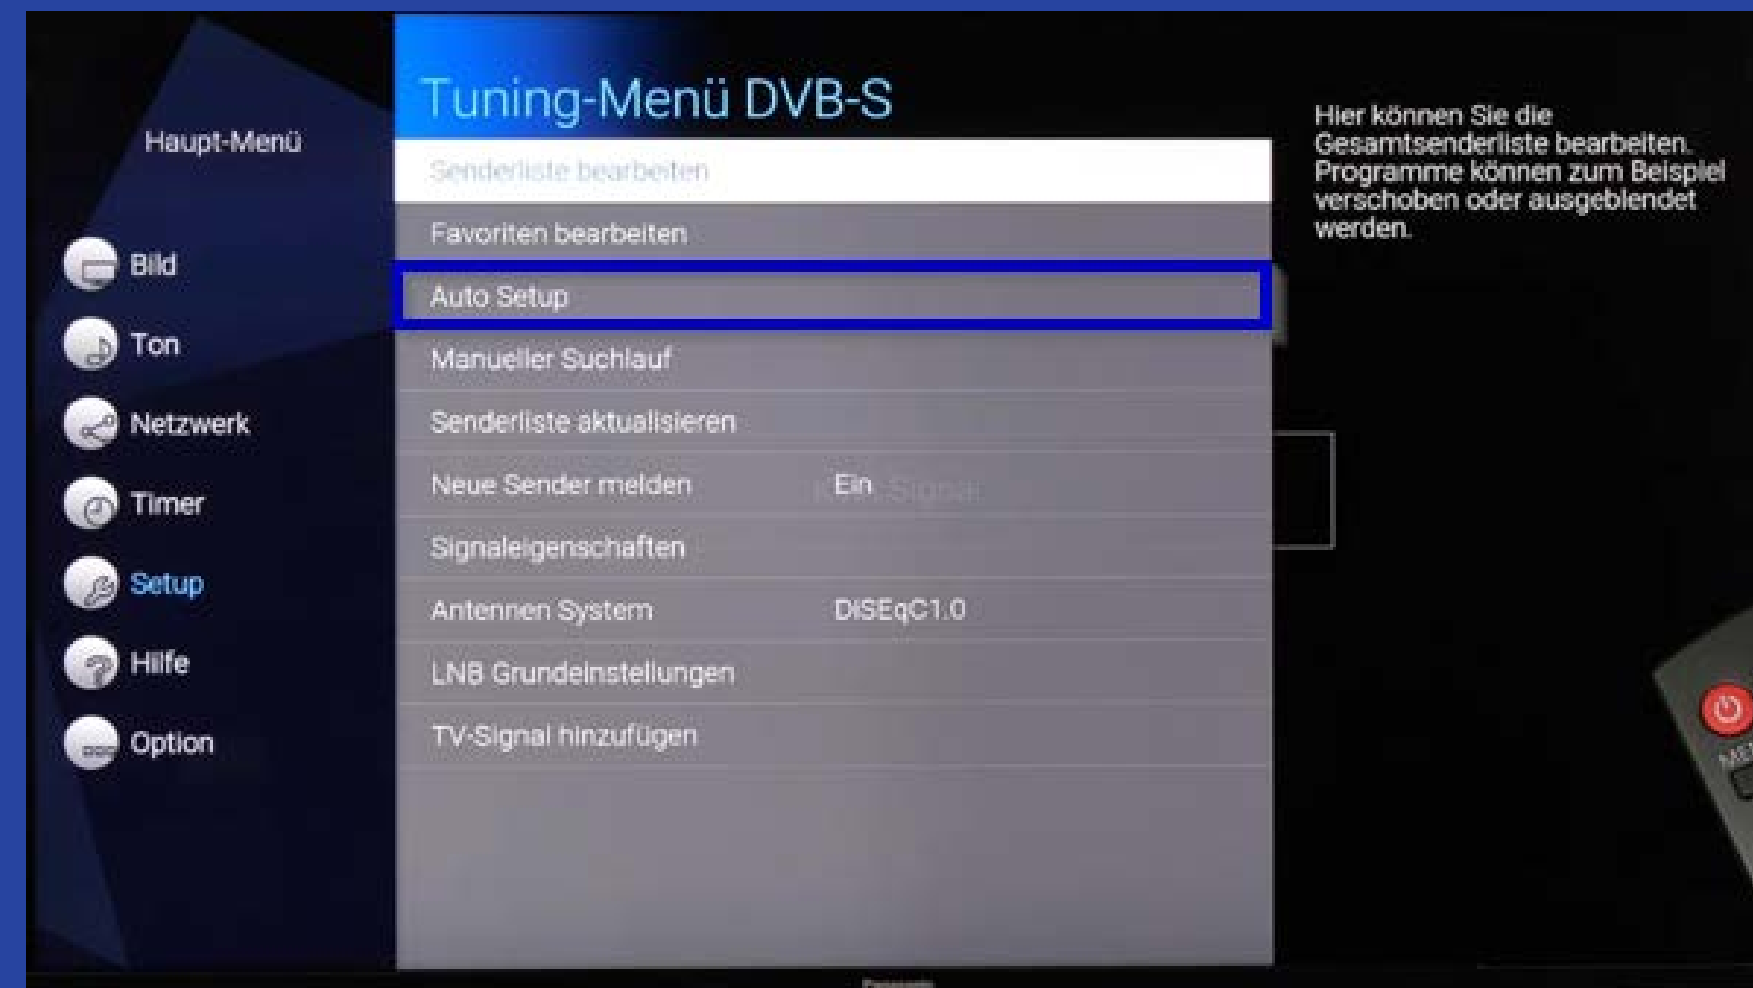 Haupt-Menü
Bild
Ton
Netzwerk
Timer
Setup
Hilfe
Option
Tuning-Menü DVB-S
Senderliste bearbeiten
Favoriten bearbeiten
Auto Setup
Manueller Suchlauf
Senderliste aktualisieren
Neue Sender melden Ein
Signal
Signaleigenschaften
Antennen System DiSEqC1.0
LNB Grundeinstellungen
TV-Signal hinzufügen
Hier können Sie die
Gesamtsenderliste bearbeiten.
Programme können zum Beispiel
verschoben oder ausgeblendet
werden.
Panasonic